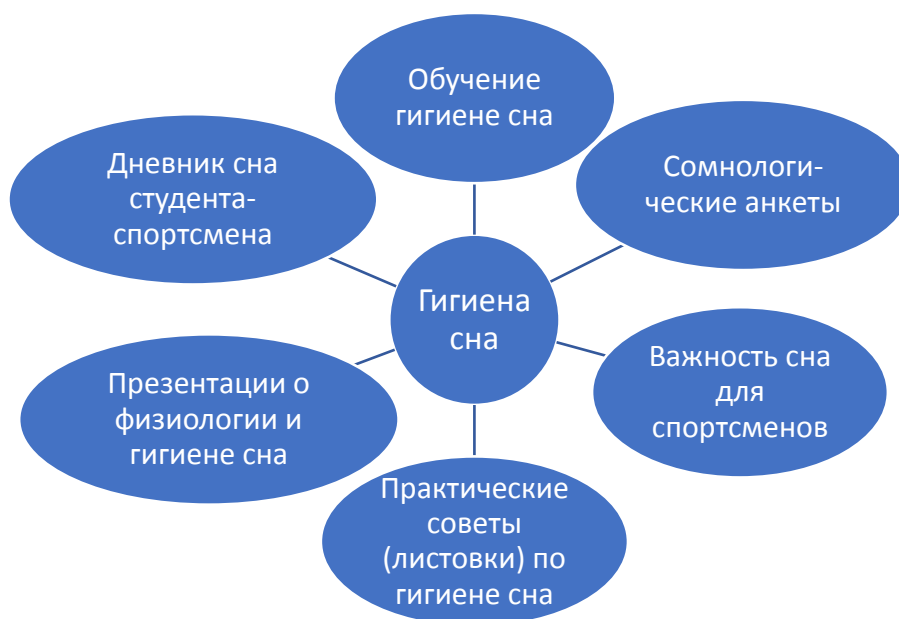 Обучение
гигиене сна
Сомнологи-
ческие анкеты
Важность сна
для
спортсменов
Практические
советы
(листовки) по
гигиене сна
Презентации о
физиологии и
гигиене сна
Дневник сна
студента-
спортсмена
Гигиена
сна